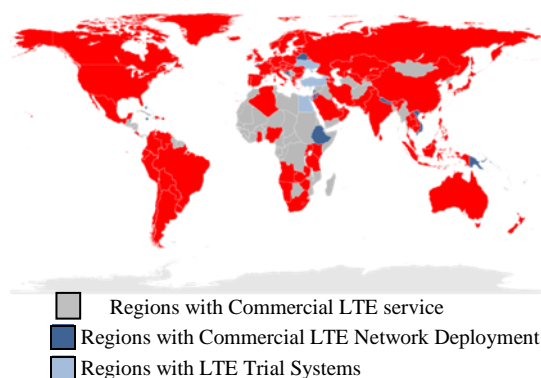 Regions with Commercial LTE service
Regions with Commercial LTE Network Deployment
Regions with LTE Trial Systems